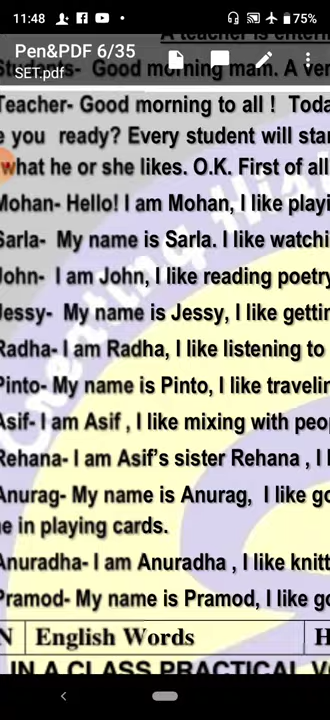 11:48
75%
Pen&PDF 6/35
SET.pdf
A teacher is
Students- Good morning mam. A
Teacher- Good morning to all ! Toda
e you ready? Every student will star
what he or she likes. O.K. First of all
Mohan- Hello! I am Mohan, I like playi
Sarla- My name is Sarla. I like watchi
John- I am John, I like reading poetry
Jessy- My name is Jessy, I like gettin
Radha- I am Radha, I like listening to
Pinto- My name is Pinto, I like travelin
Asif- I am Asif , I like mixing with peop
Rehana- I am Asif's sister Rehana , I l
Anurag- My name is Anurag, I like go
e in playing cards.
Anuradha- I am Anuradha , I like knitt
Pramod- My name is Pramod, I like go
N English Words H
IN A CLASS PRACTICAL